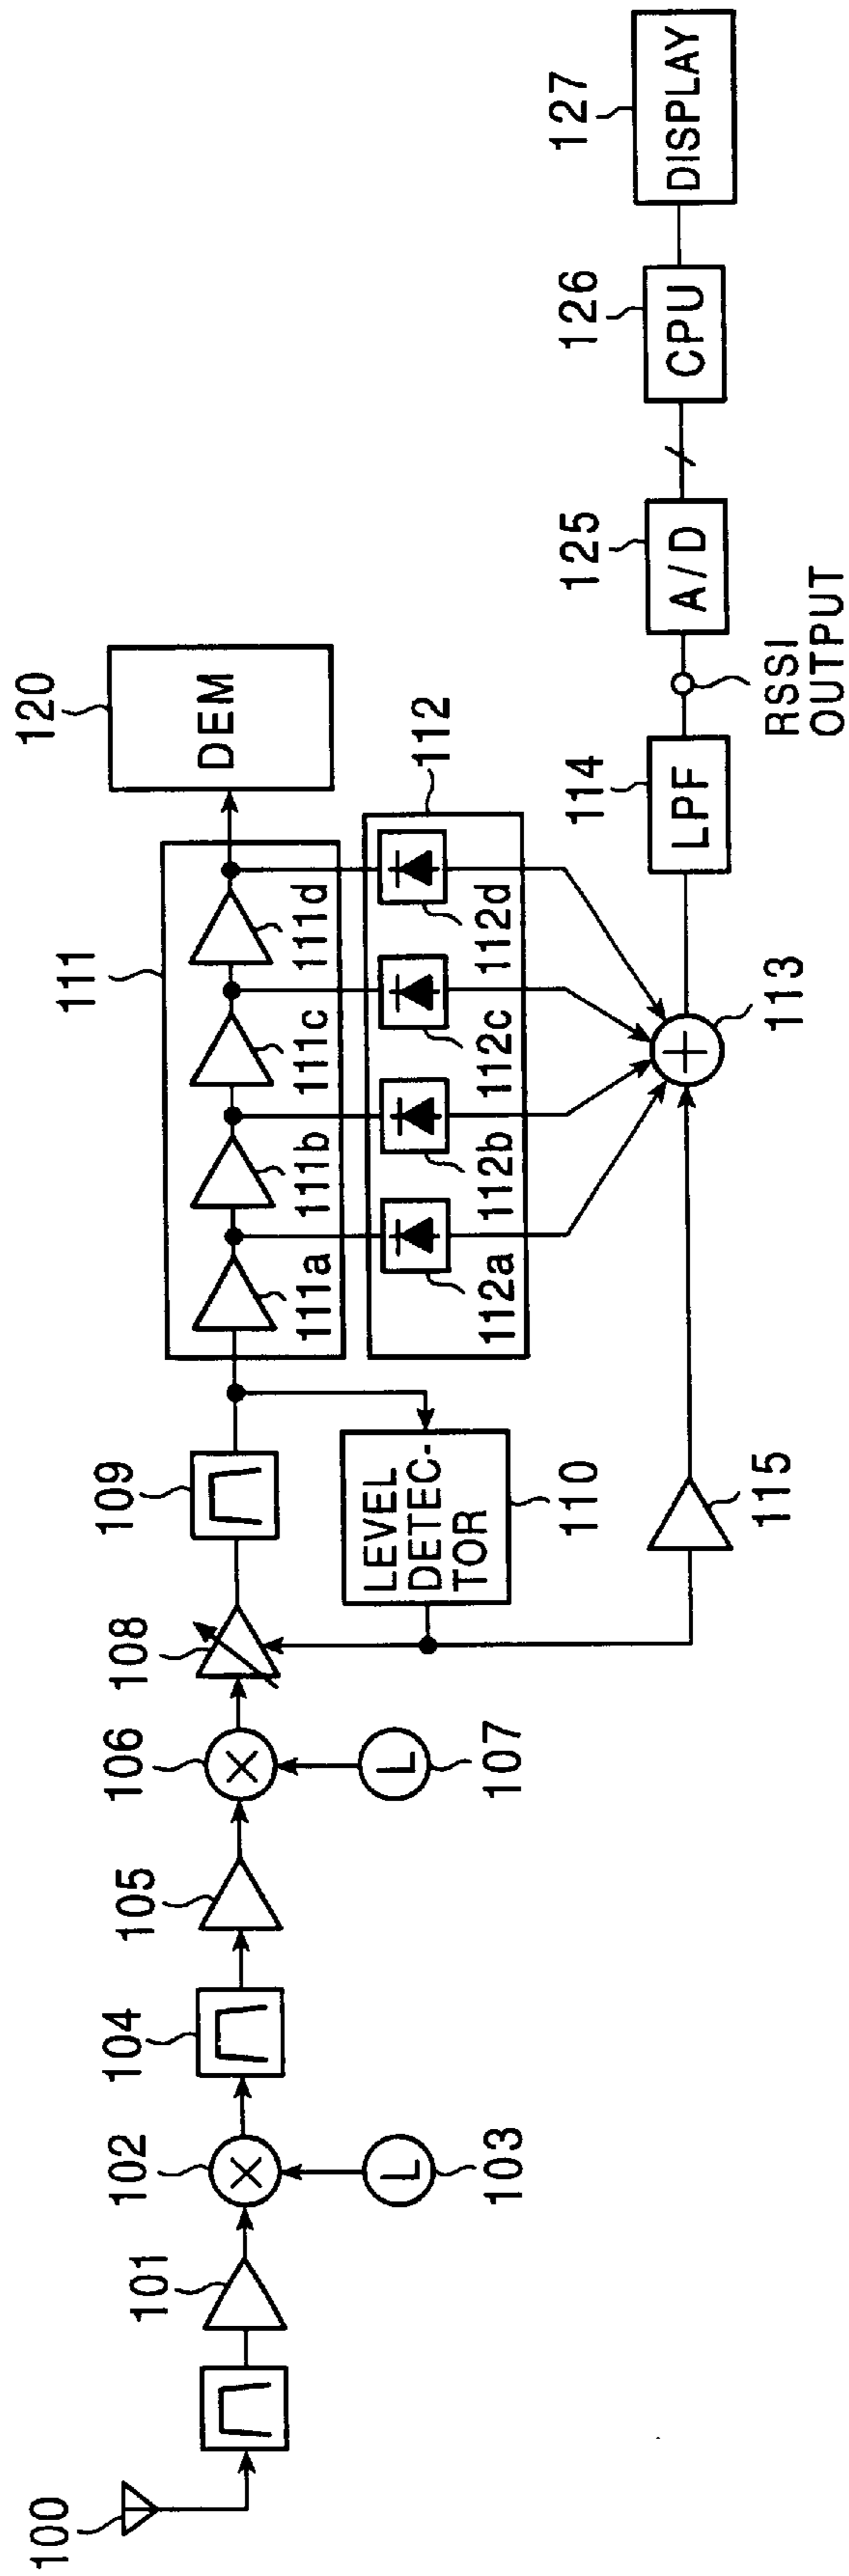 100
101
102
L
103
104
105
106
L
107
108
109
LEVEL
DETEC-
TOR
110
111
111a
111b
111c
111d
112
112a
112b
112c
112d
120
DEM
115
113
114
LPF
RSSI
OUTPUT
125
A/D
126
CPU
127
DISPLAY